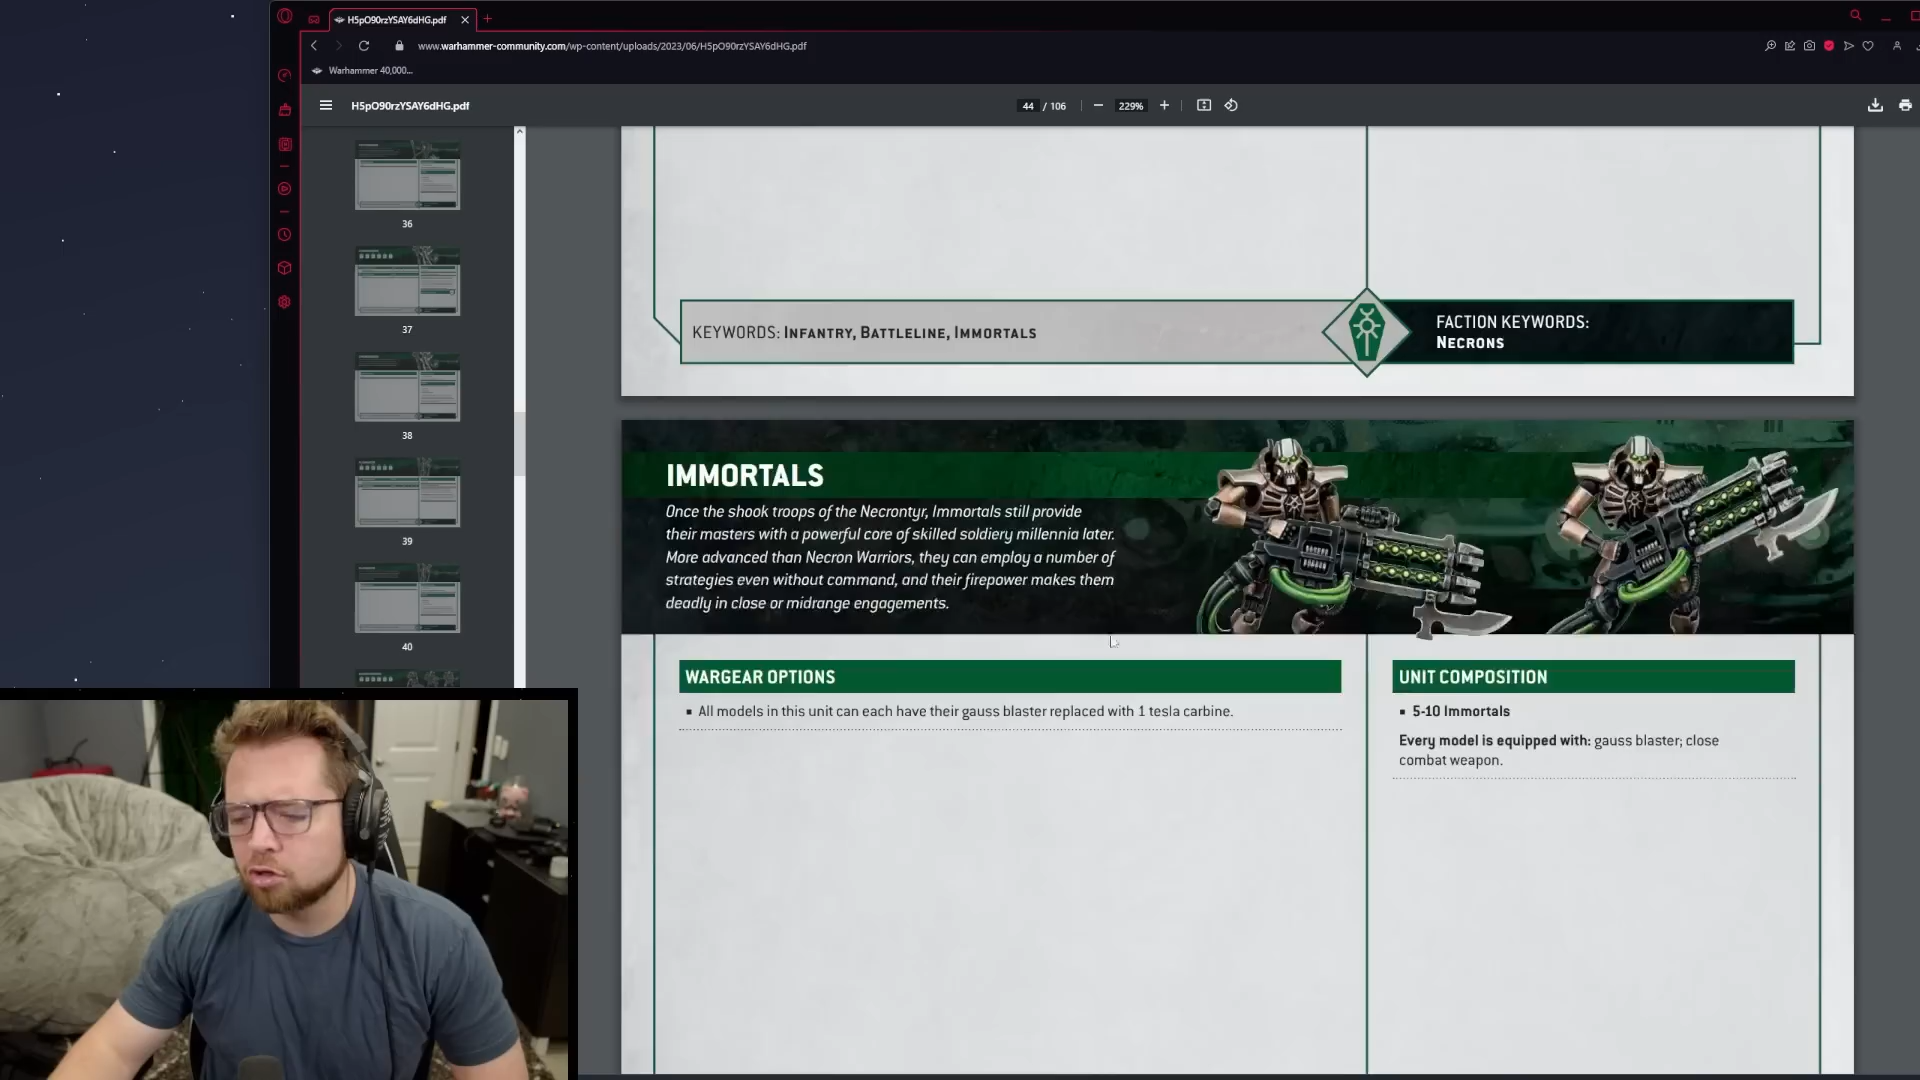 H5pO90rzYSAY6dHG.pdf
www.warhammer-community.com/wp-content/uploads/2023/06/H5pO90rzYSAY6dHG.pdf
Warhammer 40,000...
H5pO90rzYSAY6dHG.pdf
44 / 106
229%
36
37
38
39
40
KEYWORDS: INFANTRY, BATTLELINE, IMMORTALS
FACTION KEYWORDS:
NECRONS
IMMORTALS
Once the shook troops of the Necrontyr, Immortals still provide
their masters with a powerful core of skilled soldiery millennia later.
More advanced than Necron Warriors, they can employ a number of
strategies even without command, and their firepower makes them
deadly in close or midrange engagements.
WARGEAR OPTIONS
▪ All models in this unit can each have their gauss blaster replaced with 1 tesla carbine.
UNIT COMPOSITION
▪ 5-10 Immortals
Every model is equipped with: gauss blaster; close
combat weapon.